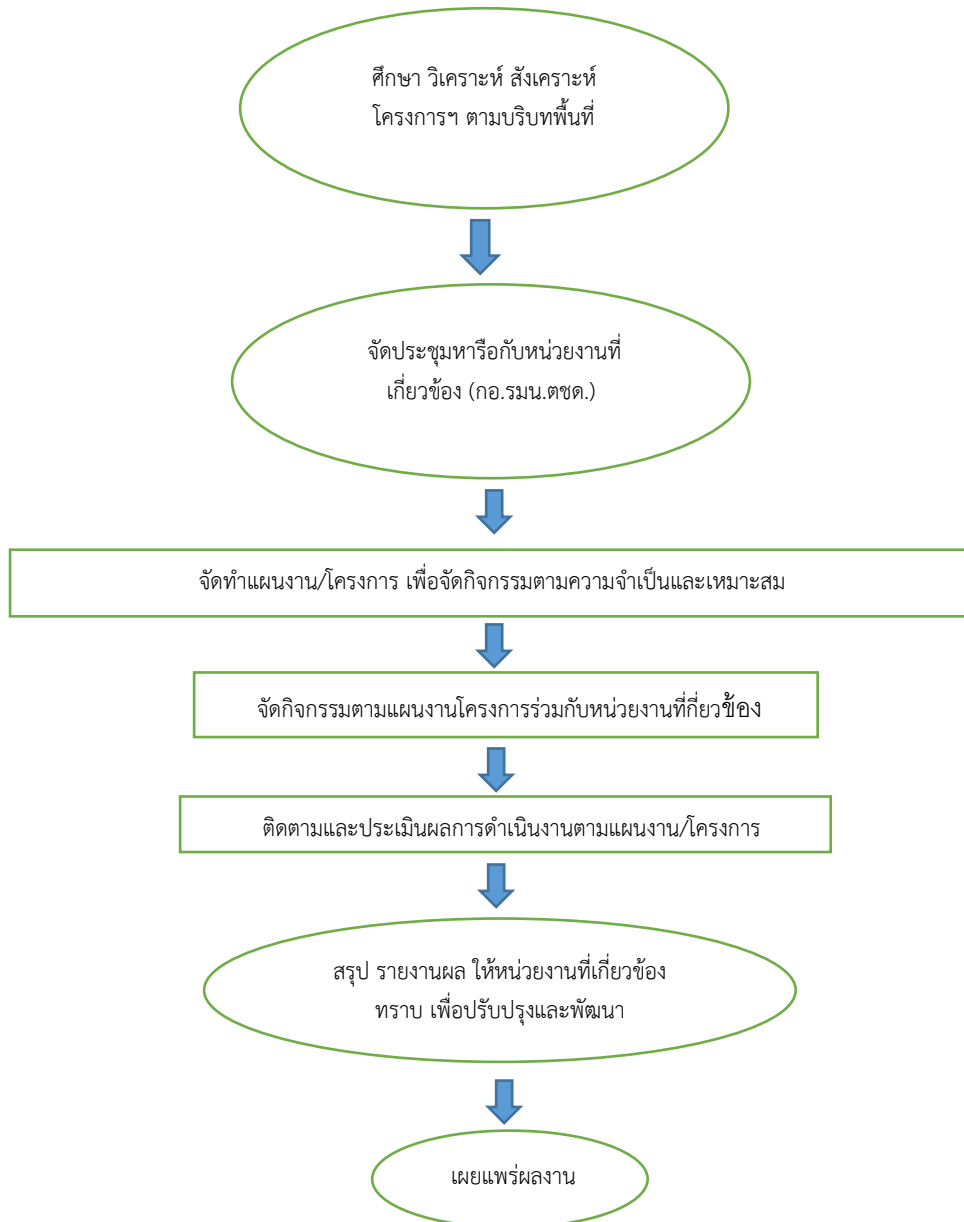 ศึกษา วิเคราะห์ สังเคราะห์
โครงการฯ ตามบริบทพื้นที่
จัดประชุมหารือกับหน่วยงานที่
เกี่ยวข้อง (กอ.รมน.ตชด.)
จัดทำแผนงาน/โครงการ เพื่อจัดกิจกรรมตามความจำเป็นและเหมาะสม
จัดกิจกรรมตามแผนงานโครงการร่วมกับหน่วยงานที่กี่ยวข้อง
ติดตามและประเมินผลการดำเนินงานตามแผนงาน/โครงการ
สรุป รายงานผล ให้หน่วยงานที่เกี่ยวข้อง
ทราบ เพื่อปรับปรุงและพัฒนา
เผยแพร่ผลงาน